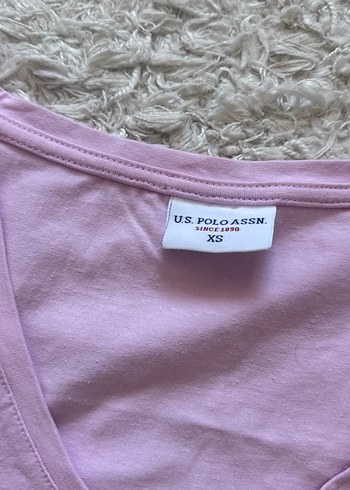 U.S. POLO ASSN.
SINCE 1890
XS